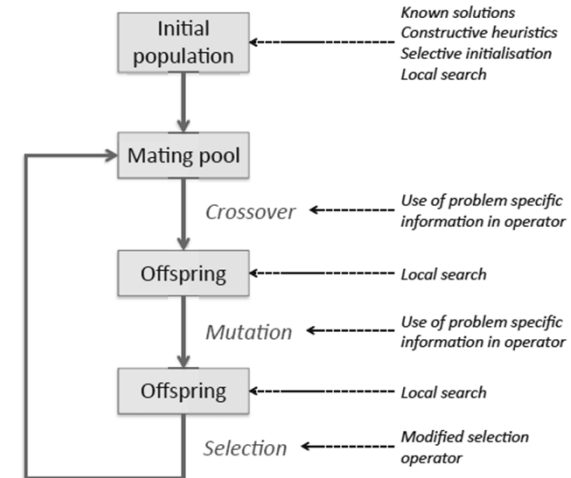 Initial
population
Known solutions
Constructive heuristics
Selective initialisation
Local search
Mating pool
Crossover
Use of problem specific
information in operator
Offspring
Local search
Mutation
Use of problem specific
information in operator
Offspring
Local search
Selection
Modified selection
operator